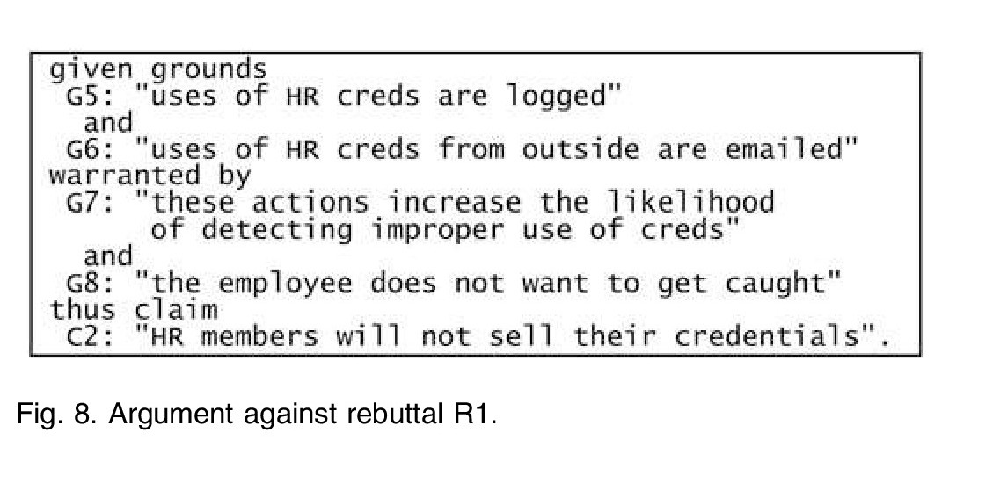 given grounds
G5: "uses of HR creds are logged"
and
G6: "uses of HR creds from outside are emailed"
warranted by
G7: "these actions increase the likelihood
of detecting improper use of creds"
and
G8: "the employee does not want to get caught"
thus claim
C2: "HR members will not sell their credentials".
Fig. 8. Argument against rebuttal R1.